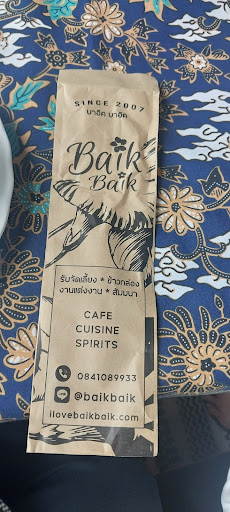 SINCE 2007
บาอิค บาอิค
Baik
Baik
รับจัดเลี้ยง * ข้าวกล่อง
งานแต่งงาน * สัมมนา
CAFE
CUISINE
SPIRITS
0841089933
LINE
@baikbaik
ilovebaikbaik.com